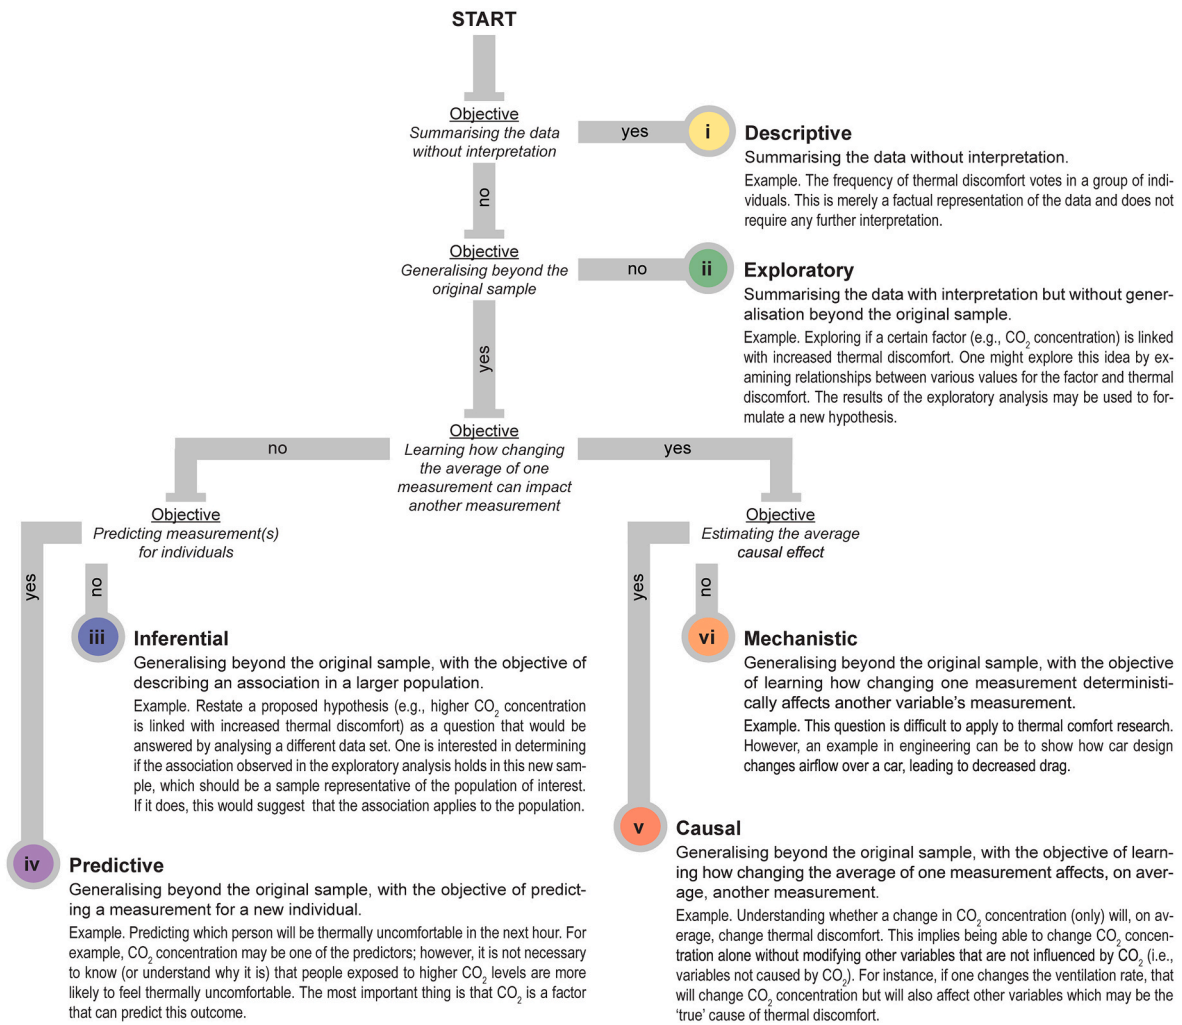 START
Objective
Summarising the data
without interpretation
yes
i
Descriptive
Summarising the data without interpretation.
Example. The frequency of thermal discomfort votes in a group of indi-
viduals. This is merely a factual representation of the data and does not
require any further interpretation.
no
Objective
Generalising beyond the
original sample
no
ii
Exploratory
Summarising the data with interpretation but without gener-
alisation beyond the original sample.
Example. Exploring if a certain factor (e.g., CO₂ concentration) is linked
with increased thermal discomfort. One might explore this idea by ex-
amining relationships between various values for the factor and thermal
discomfort. The results of the exploratory analysis may be used to for-
mulate a new hypothesis.
yes
Objective
Learning how changing
the average of one
measurement can impact
another measurement
no
yes
Objective
Predicting measurement(s)
for individuals
yes
no
iii
Inferential
Generalising beyond the original sample, with the objective of
describing an association in a larger population.
Example. Restate a proposed hypothesis (e.g., higher CO₂ concentration
is linked with increased thermal discomfort) as a question that would be
answered by analysing a different data set. One is interested in determining
if the association observed in the exploratory analysis holds in this new sam-
ple, which should be a sample representative of the population of interest.
If it does, this would suggest that the association applies to the population.
iv
Predictive
Generalising beyond the original sample, with the objective of predict-
ing a measurement for a new individual.
Example. Predicting which person will be thermally uncomfortable in the next hour. For
example, CO₂ concentration may be one of the predictors; however, it is not necessary
to know (or understand why it is) that people exposed to higher CO₂ levels are more
likely to feel thermally uncomfortable. The most important thing is that CO₂ is a factor
that can predict this outcome.
Objective
Estimating the average
causal effect
yes
no
vi
Mechanistic
Generalising beyond the original sample, with the objective
of learning how changing one measurement deterministi-
cally affects another variable's measurement.
Example. This question is difficult to apply to thermal comfort research.
However, an example in engineering can be to show how car design
changes airflow over a car, leading to decreased drag.
v
Causal
Generalising beyond the original sample, with the objective of learn-
ing how changing the average of one measurement affects, on aver-
age, another measurement.
Example. Understanding whether a change in CO₂ concentration (only) will, on av-
erage, change thermal discomfort. This implies being able to change CO₂ concen-
tration alone without modifying other variables that are not influenced by CO₂ (i.e.,
variables not caused by CO₂). For instance, if one changes the ventilation rate, that
will change CO₂ concentration but will also affect other variables which may be the
‘true’ cause of thermal discomfort.